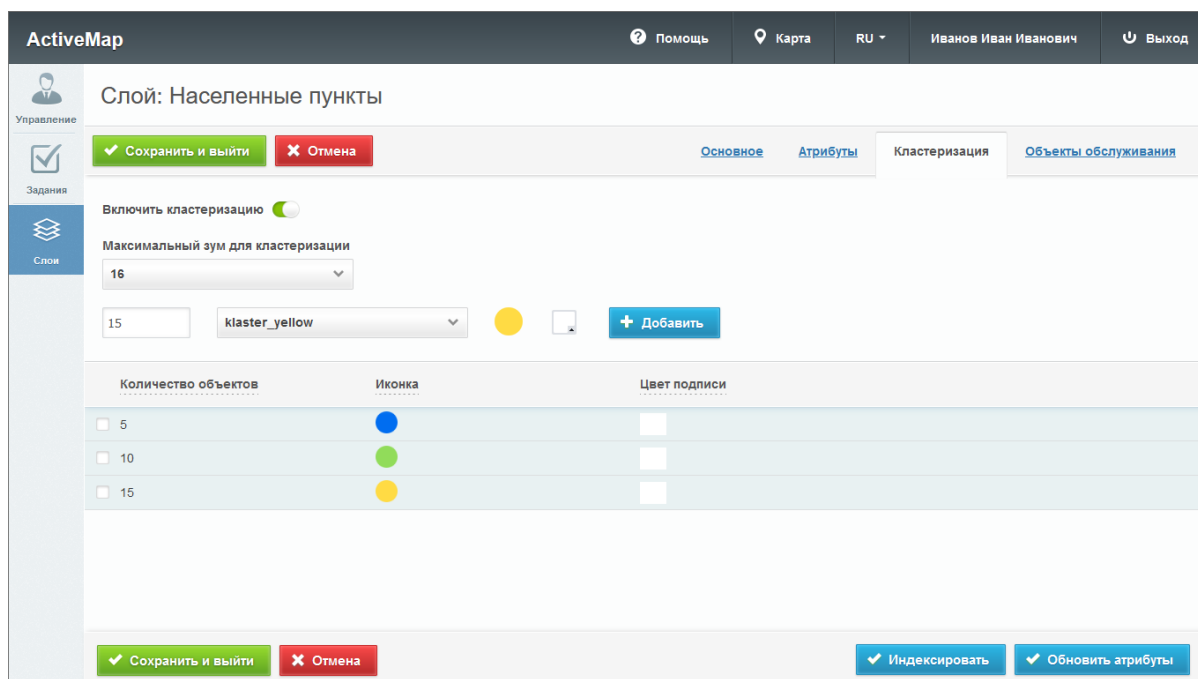 ActiveMap
Помощь
Карта
RU
Иванов Иван Иванович
Выход
Управление
Задания
Слои
Слой: Населенные пункты
Сохранить и выйти
Отмена
Основное
Атрибуты
Кластеризация
Объекты обслуживания
Включить кластеризацию
Максимальный зум для кластеризации
16
15
klaster_yellow
Добавить
Количество объектов
Иконка
Цвет подписи
5
10
15
Сохранить и выйти
Отмена
Индексировать
Обновить атрибуты